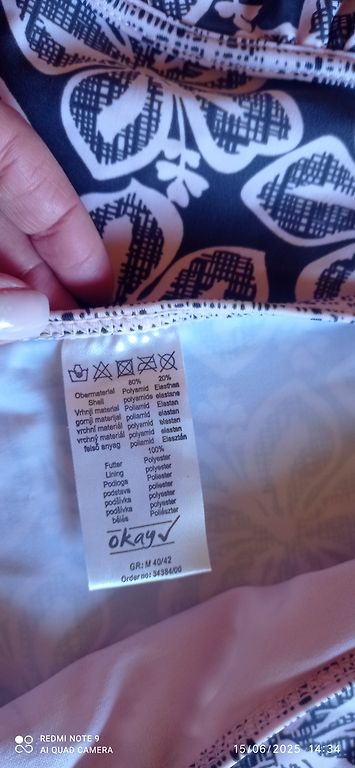 80% 20%
Obermaterial Polyamid Elasthan
Shell polyamide elastane
Vrhnji material Poliamid Elastan
gornji materijal poliamid elastan
vrchní materiál polyamid elastan
vrchný materiál polyamid elastan
felső anyag poliamid Elasztán
100%
Futter Polyester
Lining polyester
Podloga Poliester
podstava poliester
podšívka polyester
podšívka polyester
bélés Poliészter
okay
GR: M 40/42
Order no: 34384/00
REDMI NOTE 9
AI QUAD CAMERA
15/06/2025 14:34